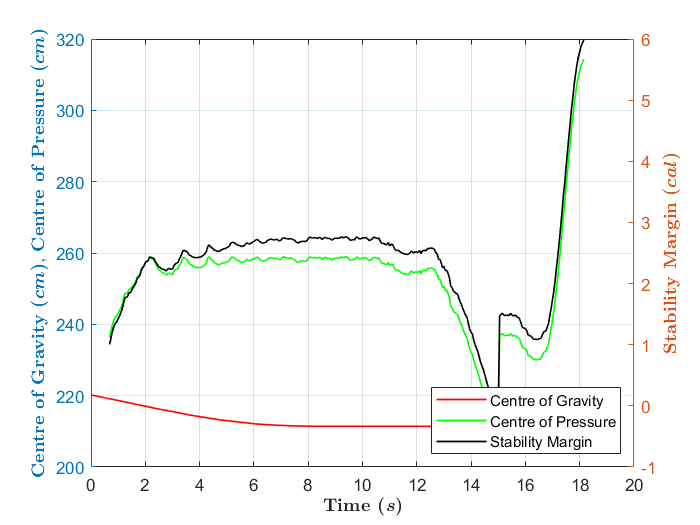 Centre of Gravity (cm), Centre of Pressure (cm)
320
300
280
260
240
220
200
6
5
4
3
2
1
0
-1
Stability Margin (cal)
Centre of Gravity
Centre of Pressure
Stability Margin
0 2 4 6 8 10 12 14 16 18 20
Time (s)